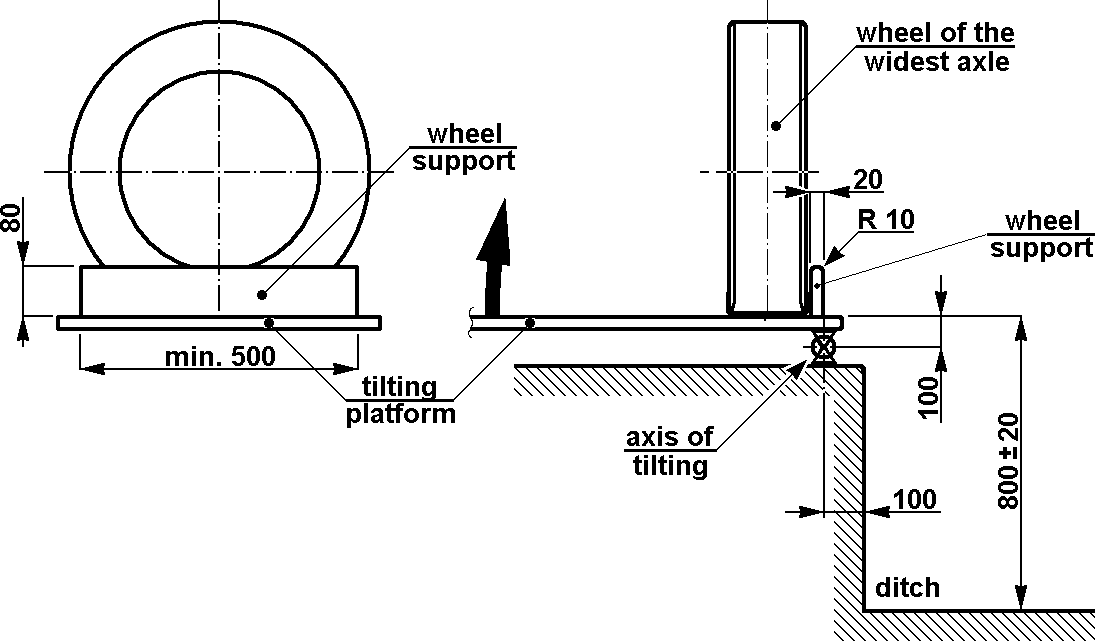 wheel of the
widest axle
wheel
support
20
80
R 10
wheel
support
min. 500
tilting
platform
100
axis of
tilting
800 ± 20
100
ditch